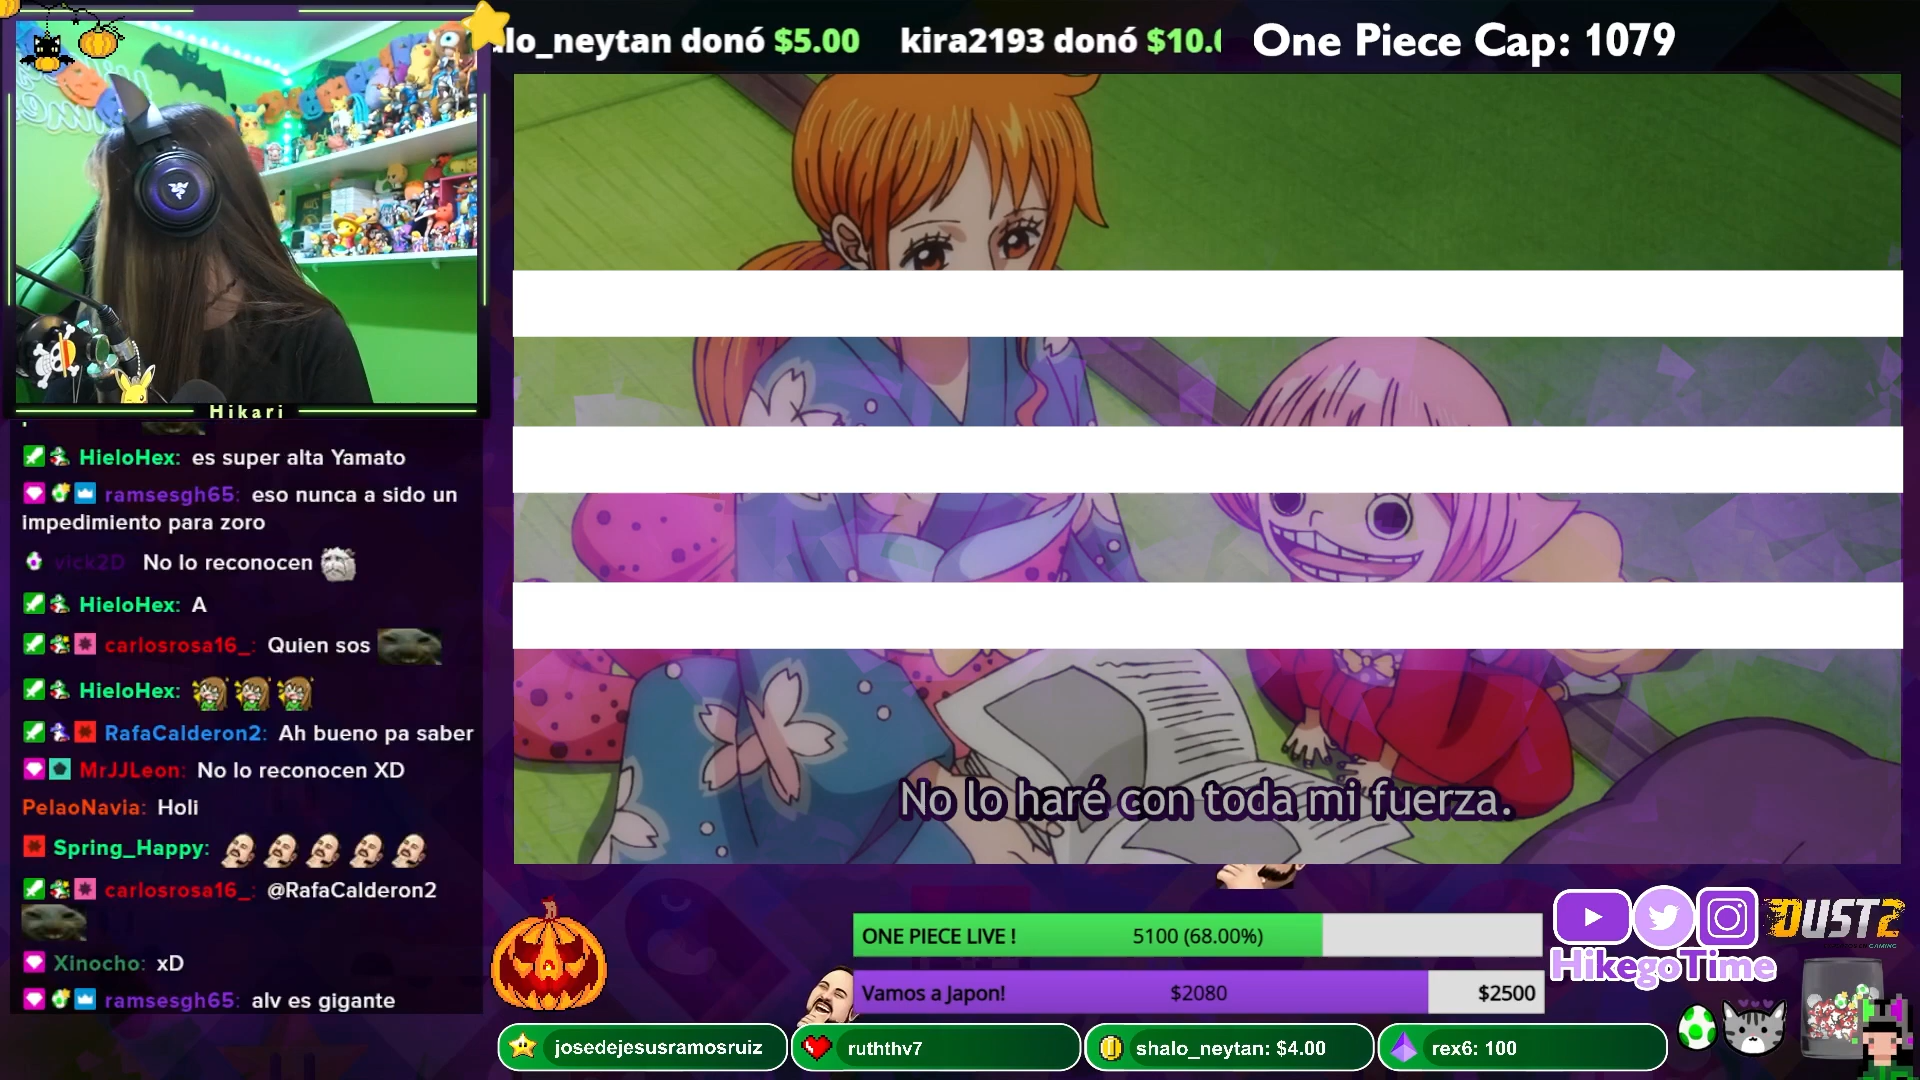 alo_neytan donó $5.00 kira2193 donó $10.0
One Piece Cap: 1079
Hikari
HieloHex: es super alta Yamato
ramsesgh65: eso nunca a sido un
impedimiento para zoro
vick2D No lo reconocen
HieloHex: A
carlosrosa16_: Quien sos
HieloHex:
RafaCalderon2: Ah bueno pa saber
MrJJLeon: No lo reconocen XD
PelaoNavia: Holi
Spring_Happy:
carlosrosa16_: @RafaCalderon2
Xinocho: xD
ramsesgh65: alv es gigante
No lo haré con toda mi fuerza.
ONE PIECE LIVE ! 5100 (68.00%)
Vamos a Japon! $2080 $2500
DUST2
HikegoTime
josedejesusramosruiz
ruththv7
shalo_neytan: $4.00
rex6: 100